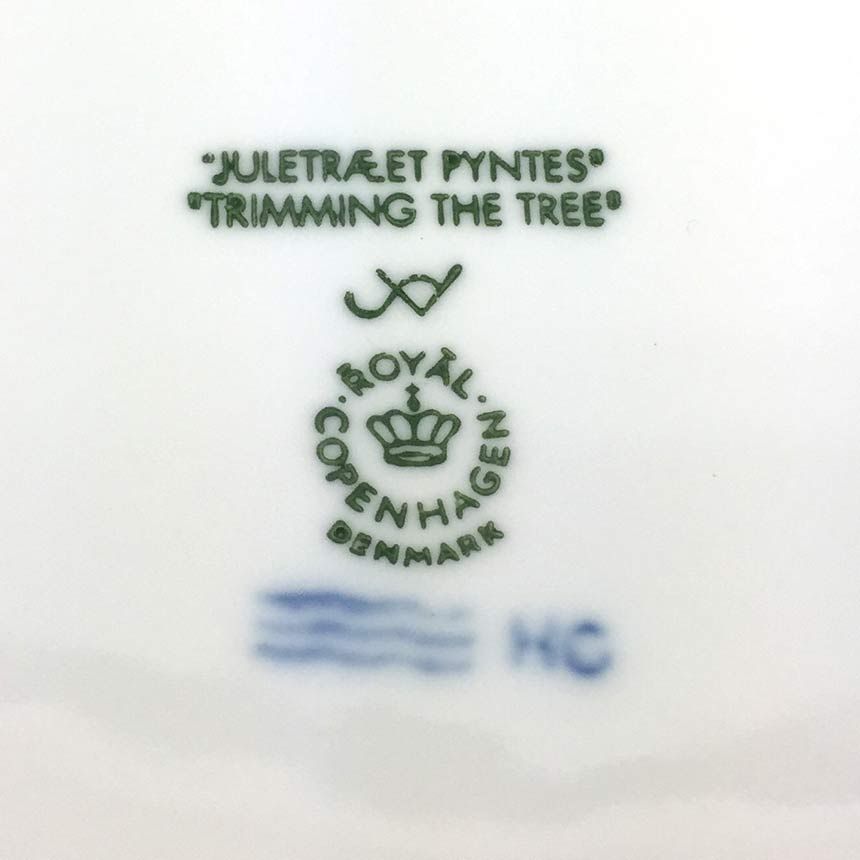 "JULETRÆET PYNTES"
"TRIMMING THE TREE"
ROYAL
COPENHAGEN
DENMARK
HC